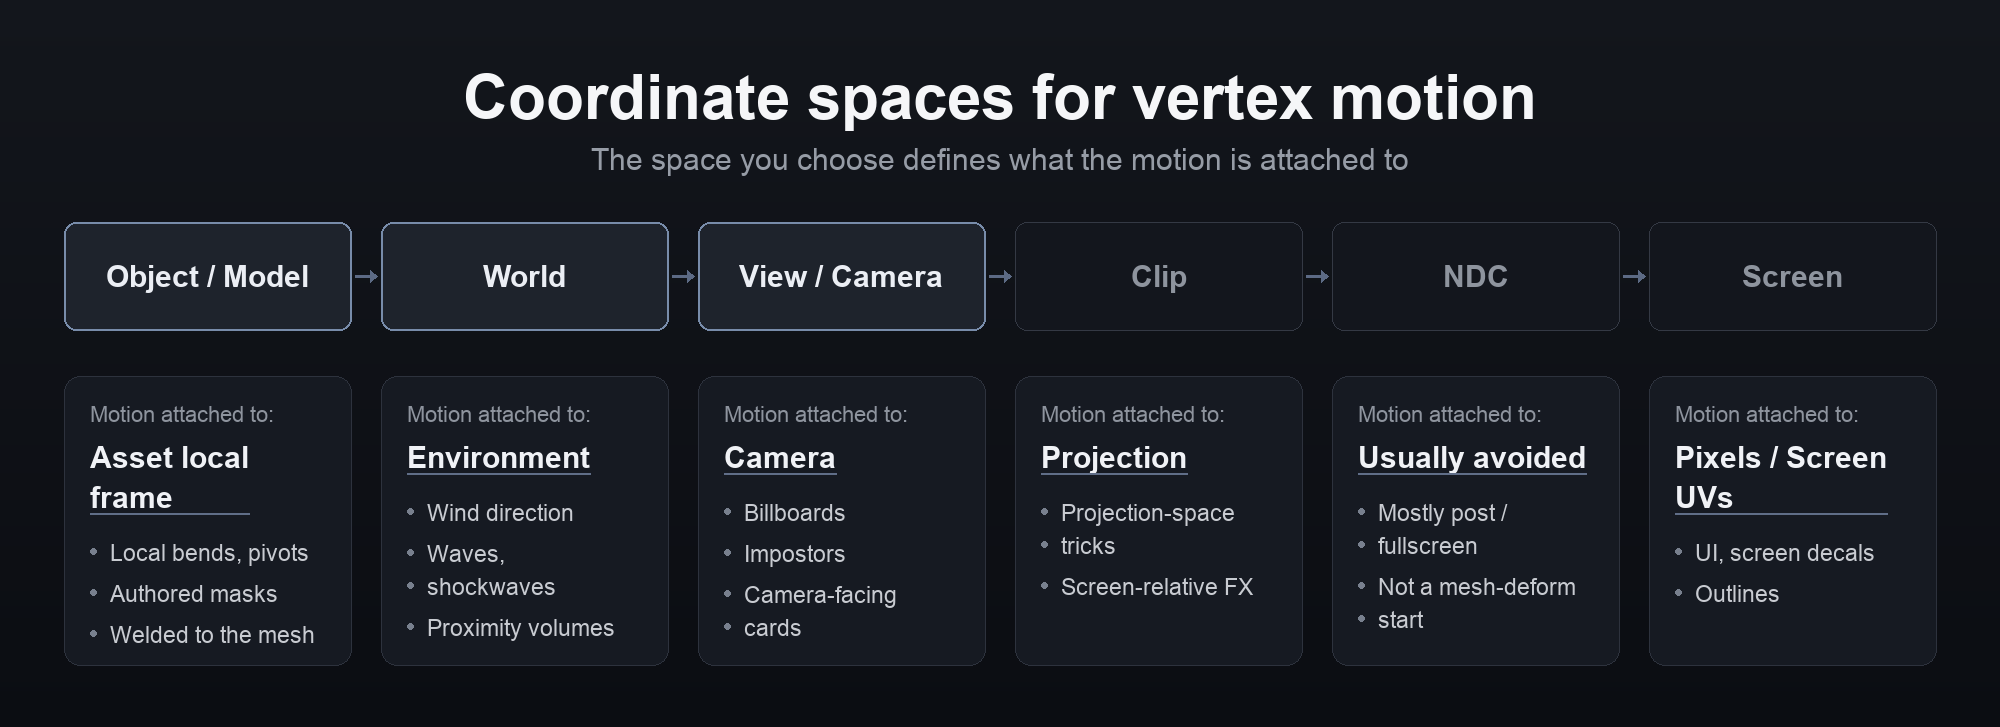 Coordinate spaces for vertex motion
The space you choose defines what the motion is attached to
Object / Model
World
View / Camera
Clip
NDC
Screen
Motion attached to:
Asset local
frame
• Local bends, pivots
• Authored masks
• Welded to the mesh
Motion attached to:
Environment
• Wind direction
• Waves,
• shockwaves
• Proximity volumes
Motion attached to:
Camera
• Billboards
• Impostors
• Camera-facing
• cards
Motion attached to:
Projection
• Projection-space
• tricks
• Screen-relative FX
Motion attached to:
Usually avoided
• Mostly post /
• fullscreen
• Not a mesh-deform
• start
Motion attached to:
Pixels / Screen
UVs
• UI, screen decals
• Outlines